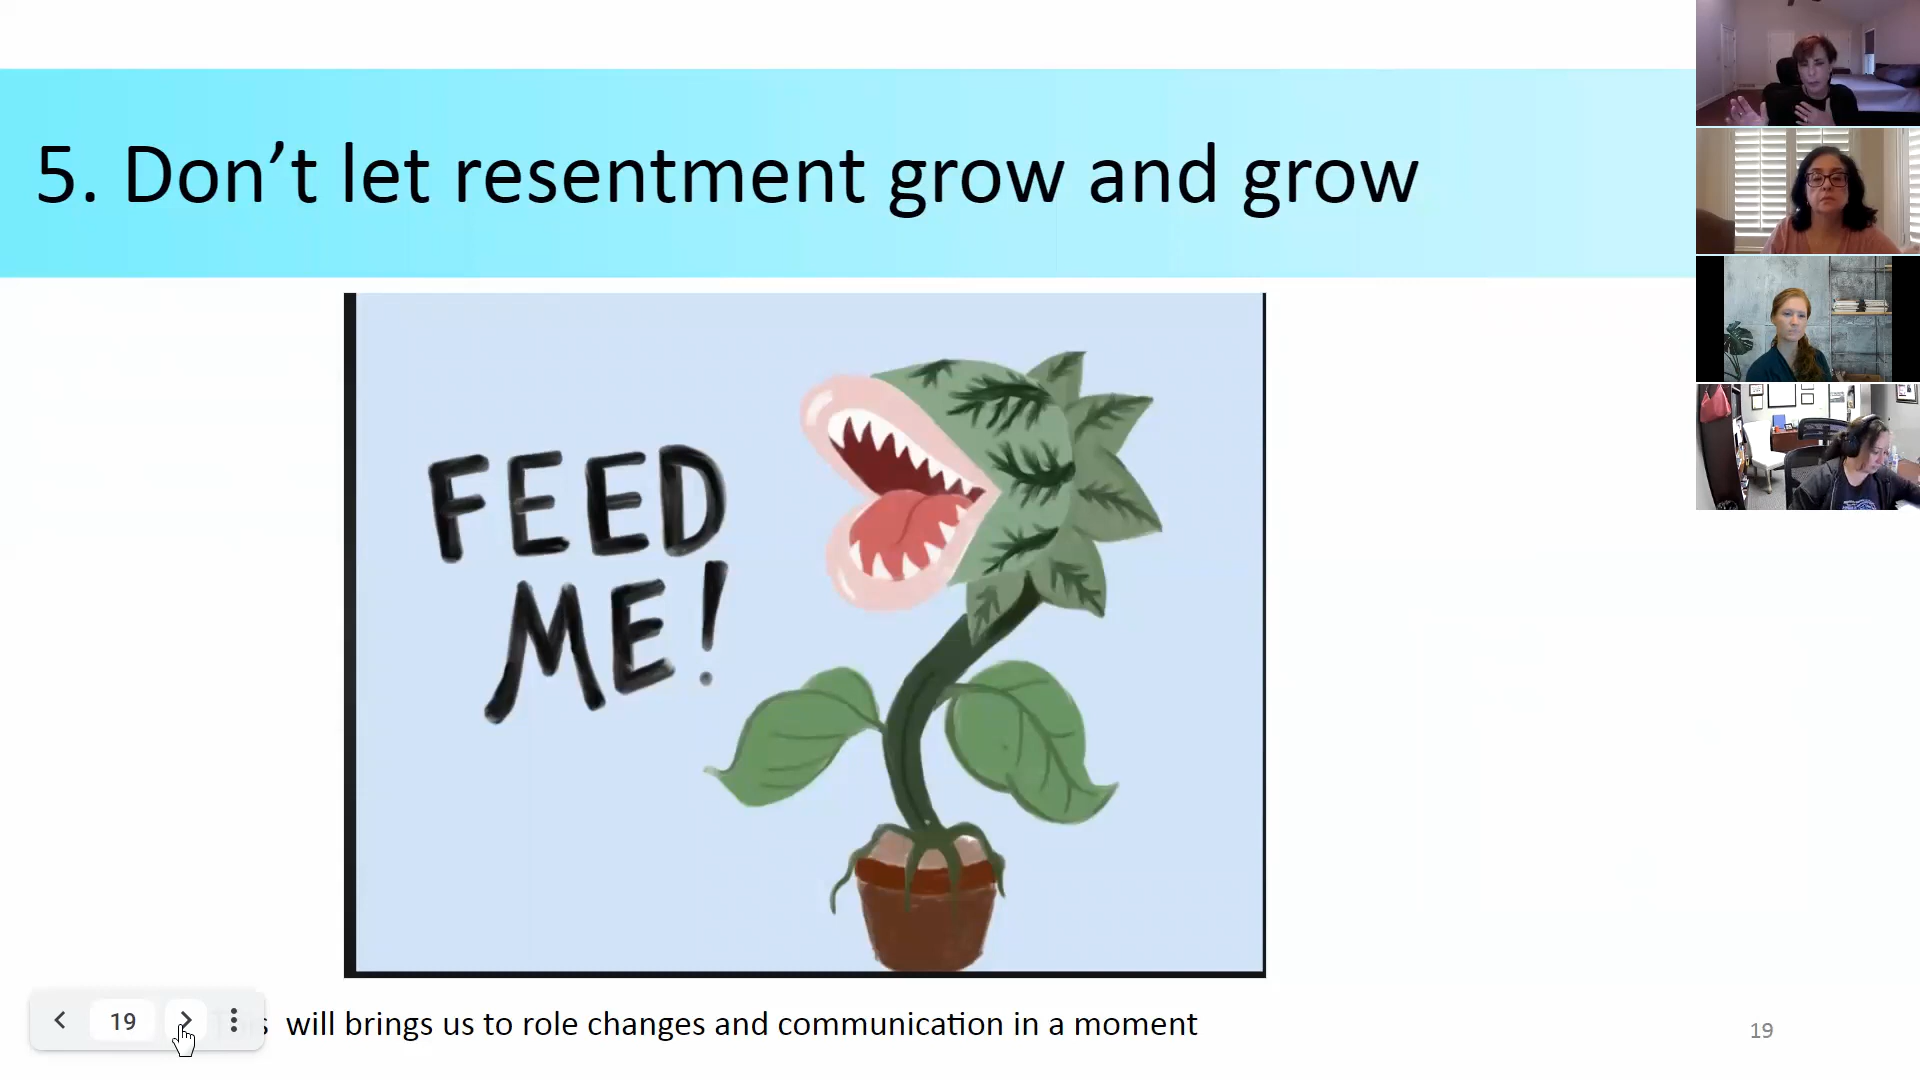 5. Don’t let resentment grow and grow
FEED
ME!
will brings us to role changes and communication in a moment
19
19